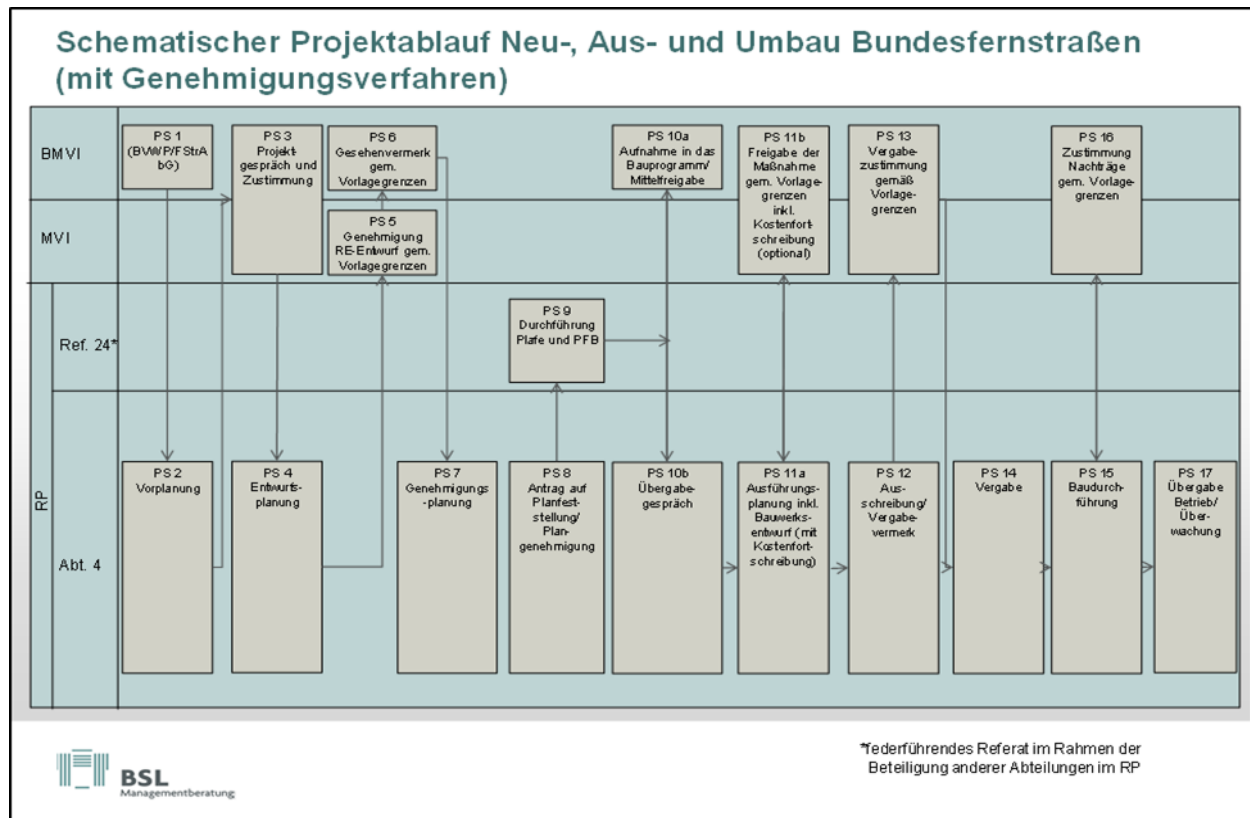 Schematischer Projektablauf Neu-, Aus- und Umbau Bundesfernstraßen
(mit Genehmigungsverfahren)
BMVI
PS 1
(BVWP/FStrA
bG)
PS 3
Projekt-
gespräch und
Zustimmung
PS 6
Gesehenvermerk
gem.
Vorlagegrenzen
PS 10a
Aufnahme in das
Bauprogramm/
Mittelfreigabe
PS 11b
Freigabe der
Maßnahme
gem. Vorlage-
grenzen
inkl.
Kostenfort-
schreibung
(optional)
PS 13
Vergabe-
zustimmung
gemäß
Vorlage-
grenzen
PS 16
Zustimmung
Nachträge
gem. Vorlage-
grenzen
MVI
PS 5
Genehmigung
RE-Entwurf gem.
Vorlagegrenzen
RP
Ref. 24*
PS 9
Durchführung
Plafe und PFB
Abt. 4
PS 2
Vorplanung
PS 4
Entwurfs-
planung
PS 7
Genehmigungs
-planung
PS 8
Antrag auf
Planfest-
stellung/
Plan-
genehmigung
PS 10b
Übergabe-
gespräch
PS 11a
Ausführungs-
planung inkl.
Bauwerks-
entwurf (mit
Kostenfort-
schreibung)
PS 12
Aus-
schreibung/
Vergabe-
vermerk
PS 14
Vergabe
PS 15
Baudurch-
führung
PS 17
Übergabe
Betrieb/
Über-
wachung
*federführendes Referat im Rahmen der
Beteiligung anderer Abteilungen im RP
BSL
Managementberatung